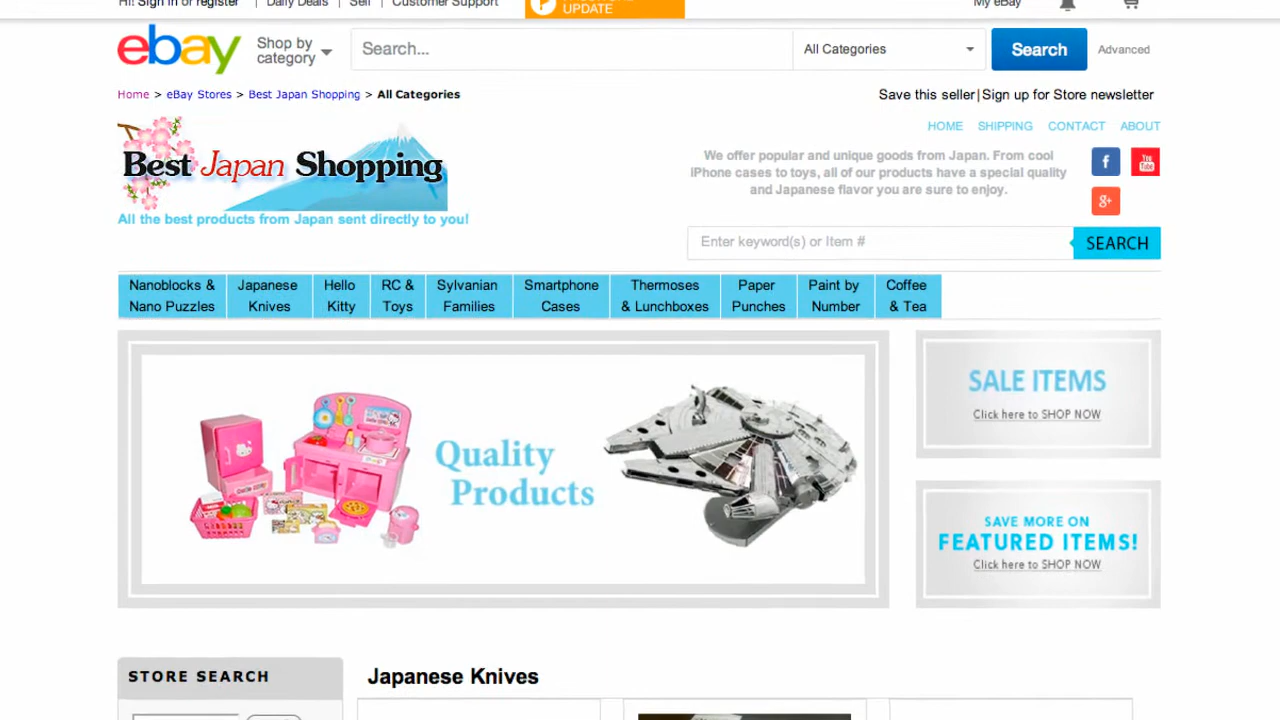 Hi! Sign in or register | Daily Deals | Sell | Customer Support
UPDATE
My eBay
ebay
Shop by
category
Search...
All Categories
Search
Advanced
Home > eBay Stores > Best Japan Shopping > All Categories
Save this seller|Sign up for Store newsletter
HOME SHIPPING CONTACT ABOUT
Best Japan Shopping
All the best products from Japan sent directly to you!
We offer popular and unique goods from Japan. From cool
iPhone cases to toys, all of our products have a special quality
and Japanese flavor you are sure to enjoy.
f
You
Tube
g+
Enter keyword(s) or Item #
SEARCH
Nanoblocks &
Nano Puzzles
Japanese
Knives
Hello
Kitty
RC &
Toys
Sylvanian
Families
Smartphone
Cases
Thermoses
& Lunchboxes
Paper
Punches
Paint by
Number
Coffee
& Tea
Quality
Products
SALE ITEMS
Click here to SHOP NOW
SAVE MORE ON
FEATURED ITEMS!
Click here to SHOP NOW
STORE SEARCH
Japanese Knives